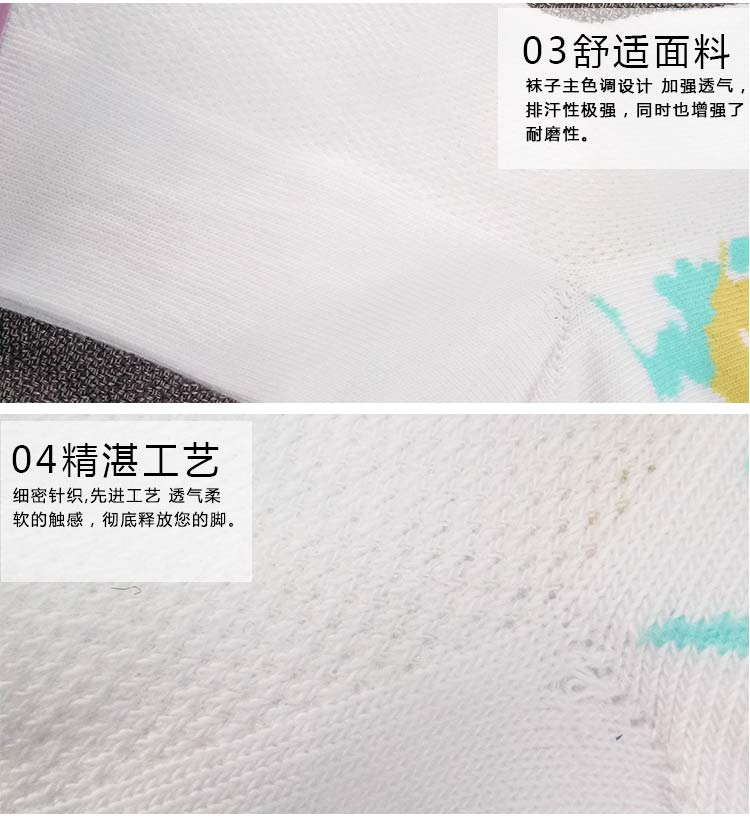 03舒适面料
袜子主色调设计 加强透气，
排汗性极强，同时也增强了
耐磨性。
04精湛工艺
细密针织,先进工艺 透气柔
软的触感，彻底释放您的脚。